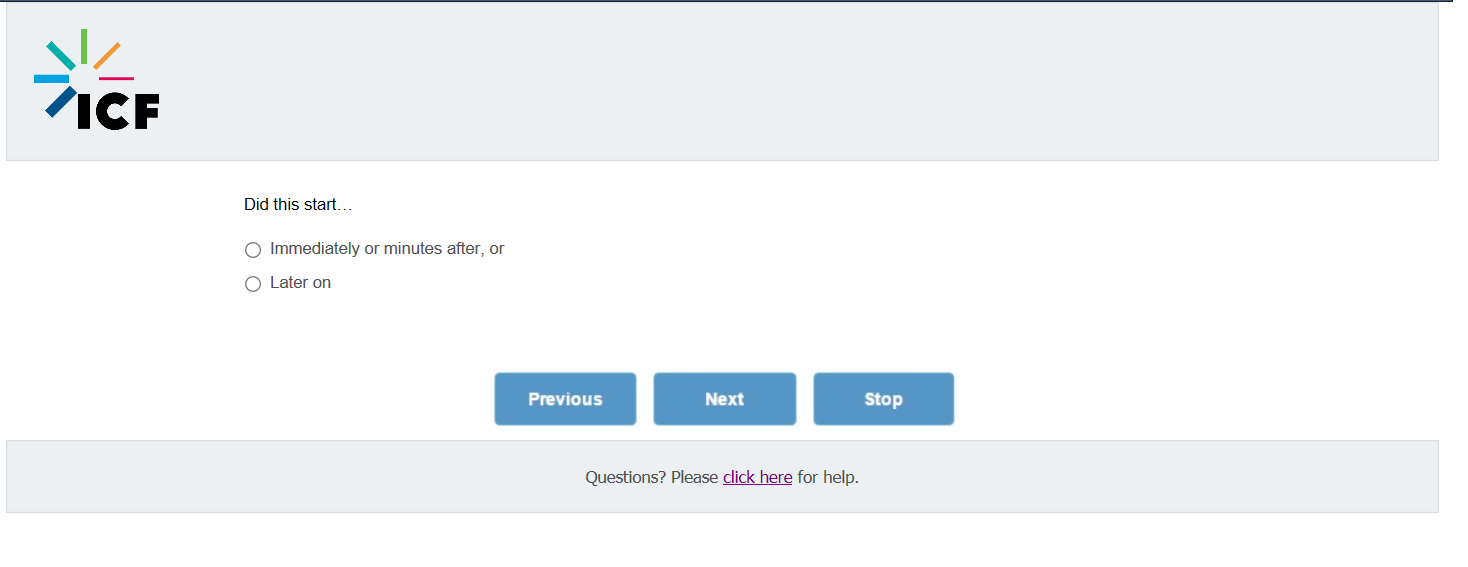 ICF
Did this start…
Immediately or minutes after, or
Later on
Previous Next Stop
Questions? Please click here for help.